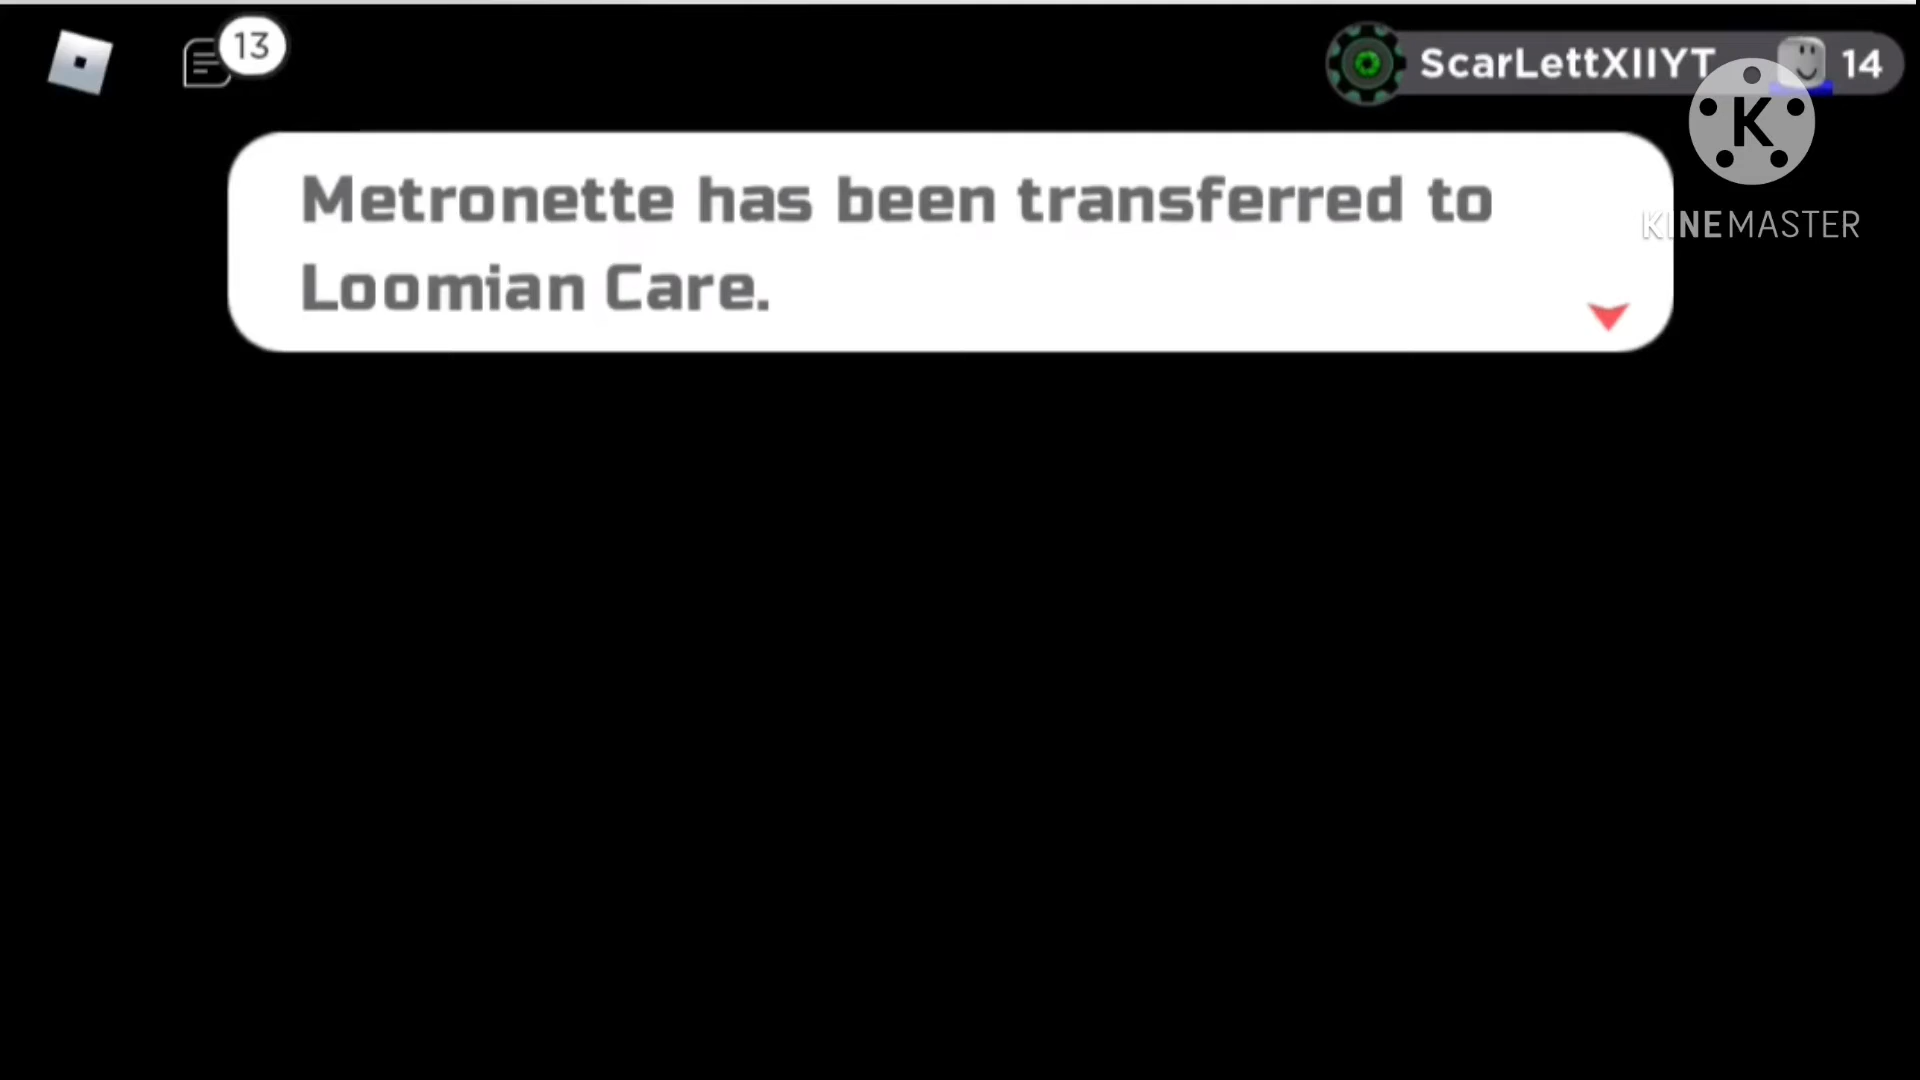 13
ScarLettXIIYT 14
K
KINEMASTER
Metronette has been transferred to
Loomian Care.